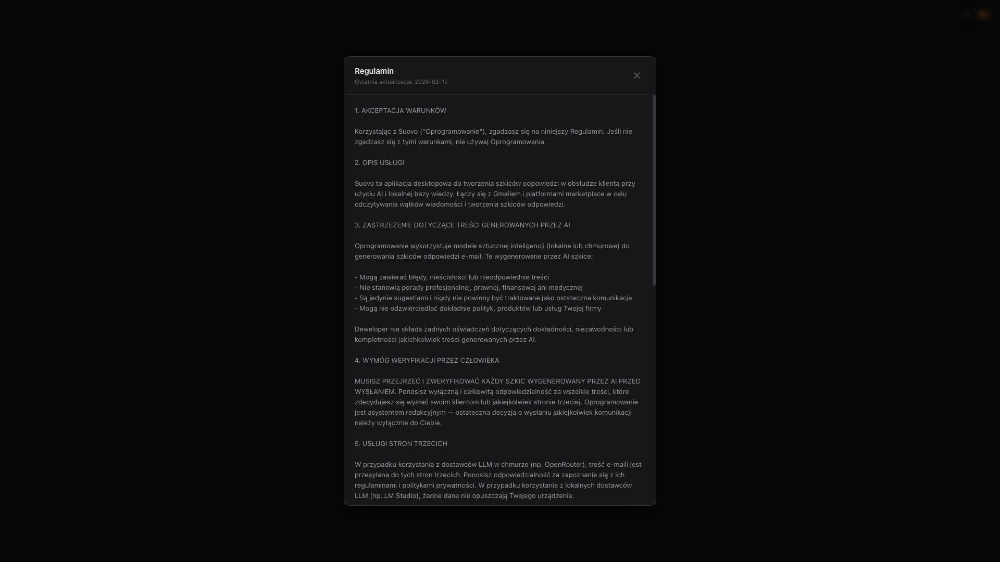 Regulamin
Ostatnia aktualizacja: 2026-02-15
1. AKCEPTACJA WARUNKÓW
Korzystając z Suovo ("Oprogramowanie"), zgadzasz się na niniejszy Regulamin. Jeśli nie
zgadzasz się z tymi warunkami, nie używaj Oprogramowania.
2. OPIS USŁUGI
Suovo to aplikacja desktopowa do tworzenia szkiców odpowiedzi w obsłudze klienta przy
użyciu AI i lokalnej bazy wiedzy. Łączy się z Gmailem i platformami marketplace w celu
odczytywania wątków wiadomości i tworzenia szkiców odpowiedzi.
3. ZASTRZEŻENIE DOTYCZĄCE TREŚCI GENEROWANYCH PRZEZ AI
Oprogramowanie wykorzystuje modele sztucznej inteligencji (lokalne lub chmurowe) do
generowania szkiców odpowiedzi e-mail. Te wygenerowane przez AI szkice:
- Mogą zawierać błędy, nieścisłości lub nieodpowiednie treści
- Nie stanowią porady profesjonalnej, prawnej, finansowej ani medycznej
- Są jedynie sugestiami i nigdy nie powinny być traktowane jako ostateczna komunikacja
- Mogą nie odzwierciedlać dokładnie polityk, produktów lub usług Twojej firmy
Deweloper nie składa żadnych oświadczeń dotyczących dokładności, niezawodności lub
kompletności jakichkolwiek treści generowanych przez AI.
4. WYMÓG WERYFIKACJI PRZEZ CZŁOWIEKA
MUSISZ PRZEJRZEĆ I ZWERYFIKOWAĆ KAŻDY SZKIC WYGENEROWANY PRZEZ AI PRZED
WYSŁANIEM. Ponosisz wyłączną i całkowitą odpowiedzialność za wszelkie treści, które
zdecydujesz się wysłać swoim klientom lub jakiejkolwiek stronie trzeciej. Oprogramowanie
jest asystentem redakcyjnym — ostateczna decyzja o wysłaniu jakiejkolwiek komunikacji
należy wyłącznie do Ciebie.
5. USŁUGI STRON TRZECICH
W przypadku korzystania z dostawców LLM w chmurze (np. OpenRouter), treść e-maili jest
przesyłana do tych stron trzecich. Ponosisz odpowiedzialność za zapoznanie się z ich
regulaminami i politykami prywatności. W przypadku korzystania z lokalnych dostawców
LLM (np. LM Studio), żadne dane nie opuszczają Twojego urządzenia.